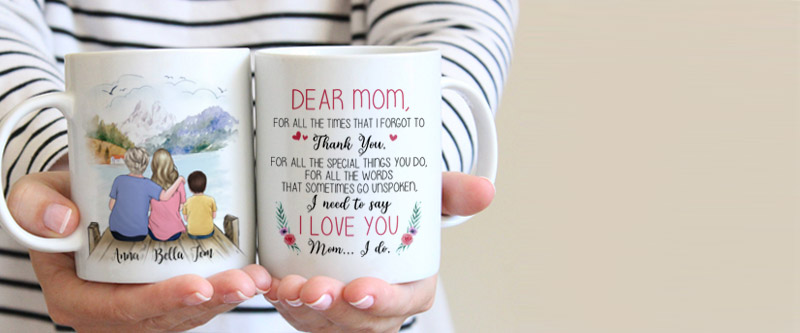 Anna Bella Tom
DEAR MOM,
FOR ALL THE TIMES THAT I FORGOT TO
Thank You.
FOR ALL THE SPECIAL THINGS YOU DO,
FOR ALL THE WORDS
THAT SOMETIMES GO UNSPOKEN,
I need to say
I LOVE YOU
Mom... I do.